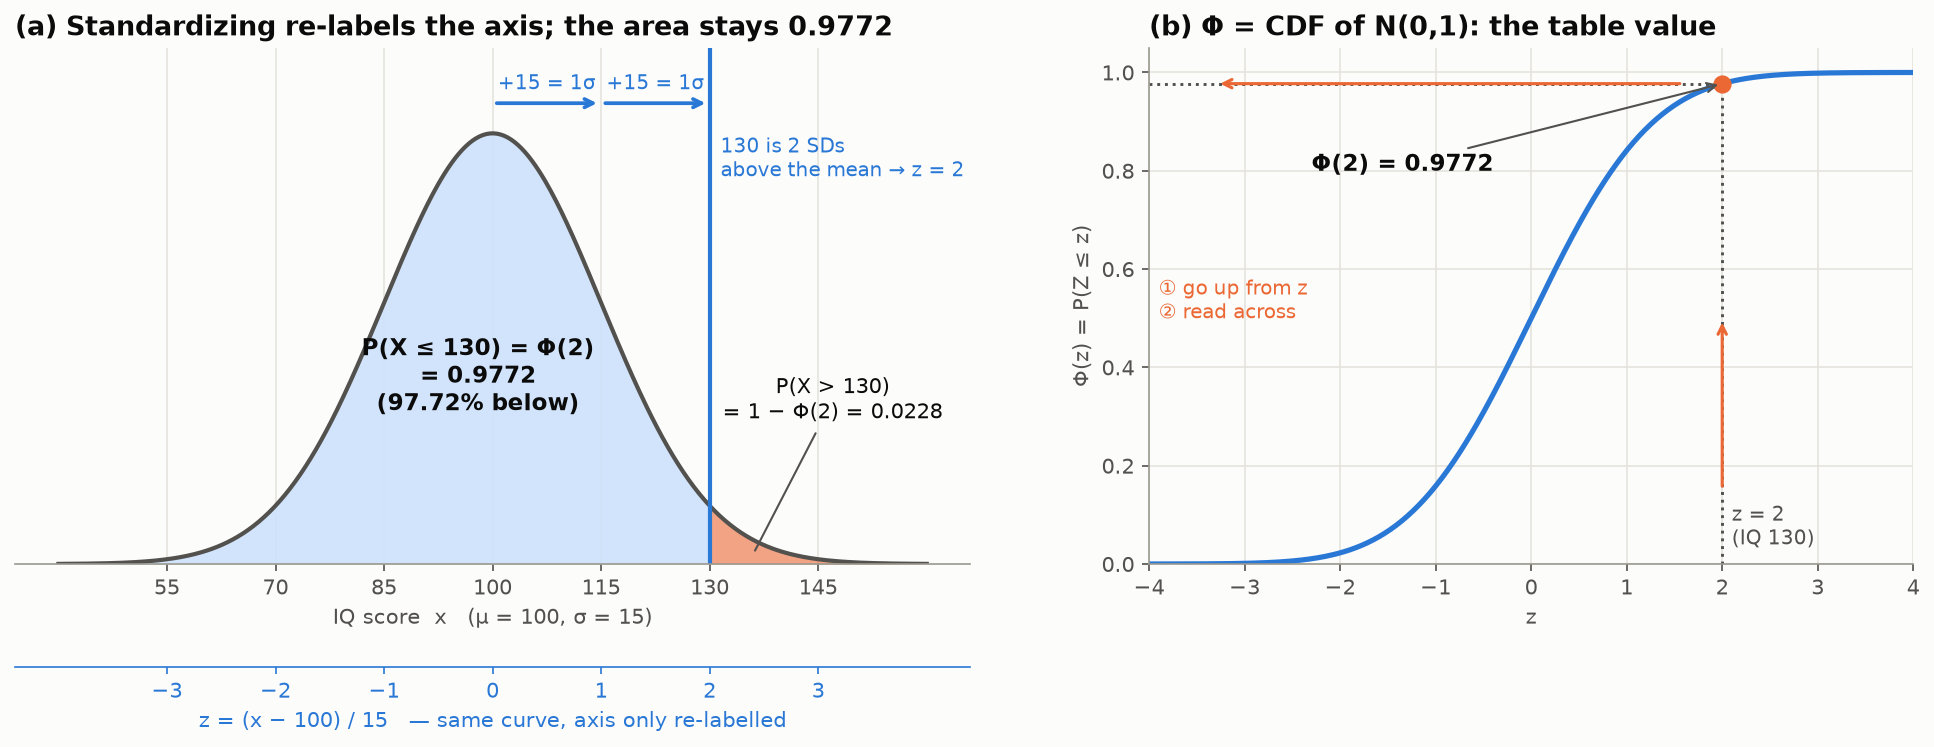 (a) Standardizing re-labels the axis; the area stays 0.9772
+15 = 1σ
+15 = 1σ
130 is 2 SDs
above the mean → z = 2
P(X ≤ 130) = Φ(2)
= 0.9772
(97.72% below)
P(X > 130)
= 1 − Φ(2) = 0.0228
55
70
85
100
115
130
145
IQ score x (μ = 100, σ = 15)
−3
−2
−1
0
1
2
3
z = (x − 100) / 15 — same curve, axis only re-labelled
(b) Φ = CDF of N(0,1): the table value
Φ(z) = P(Z ≤ z)
1.0
0.8
0.6
0.4
0.2
0.0
Φ(2) = 0.9772
① go up from z
② read across
z = 2
(IQ 130)
−4
−3
−2
−1
0
1
2
3
4
z